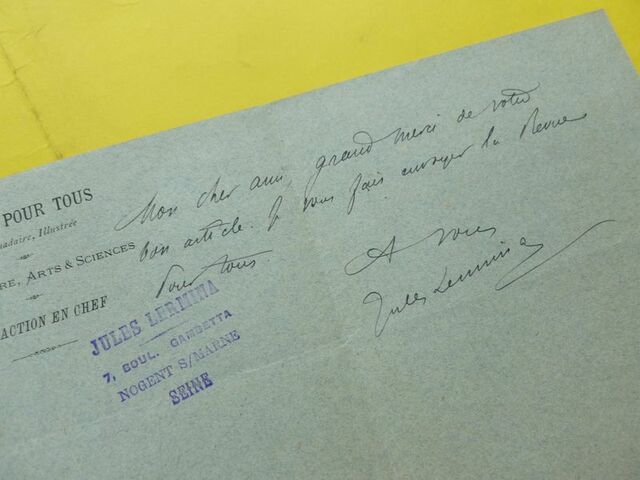 POUR TOUS
madaire, Illustrée
RE, ARTS & SCIENCES
ACTION EN CHEF
JULES LERMINA
7, BOUL. GAMBETTA
NOGENT S/MARNE
SEINE
Mon cher ami, grand merci de votre
bon article. Je vous fais envoyer la Revue
Pour tous.
A vous
Jules Lermina